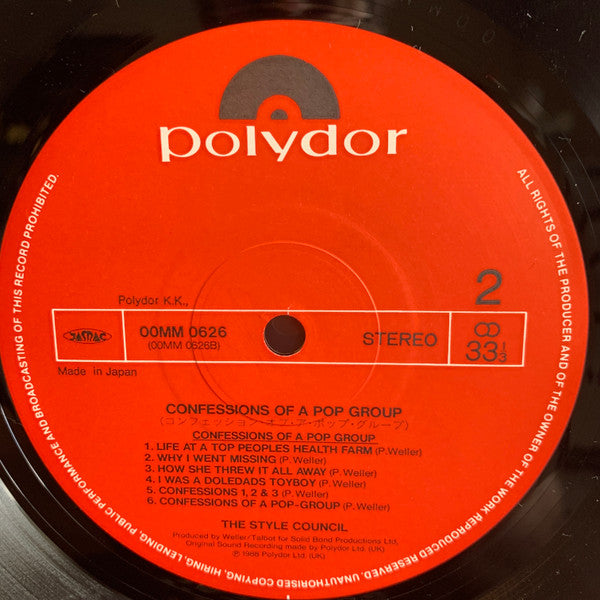 polydor
Polydor K.K.,
JASRAC
00MM 0626
(00MM 0626B)
STEREO
2
33 1/3
Made in Japan
CONFESSIONS OF A POP GROUP
(コンフェッション・オブ・ア・ポップ・グループ)
CONFESSIONS OF A POP GROUP
1. LIFE AT A TOP PEOPLES HEALTH FARM (P.Weller)
2. WHY I WENT MISSING (P.Weller)
3. HOW SHE THREW IT ALL AWAY (P.Weller)
4. I WAS A DOLEDADS TOYBOY (P.Weller)
5. CONFESSIONS 1, 2 & 3 (P.Weller)
6. CONFESSIONS OF A POP-GROUP (P.Weller)
THE STYLE COUNCIL
Produced by Weller/Talbot for Solid Bond Productions Ltd,
Original Sound Recording made by Polydor Ltd. (UK)
℗ 1988 Polydor Ltd. (UK)
ALL RIGHTS OF THE PRODUCER AND OF THE OWNER OF THE WORK REPRODUCED RESERVED. UNAUTHORISED COPYING, HIRING, LENDING, PUBLIC PERFORMANCE AND BROADCASTING OF THIS RECORD PROHIBITED.